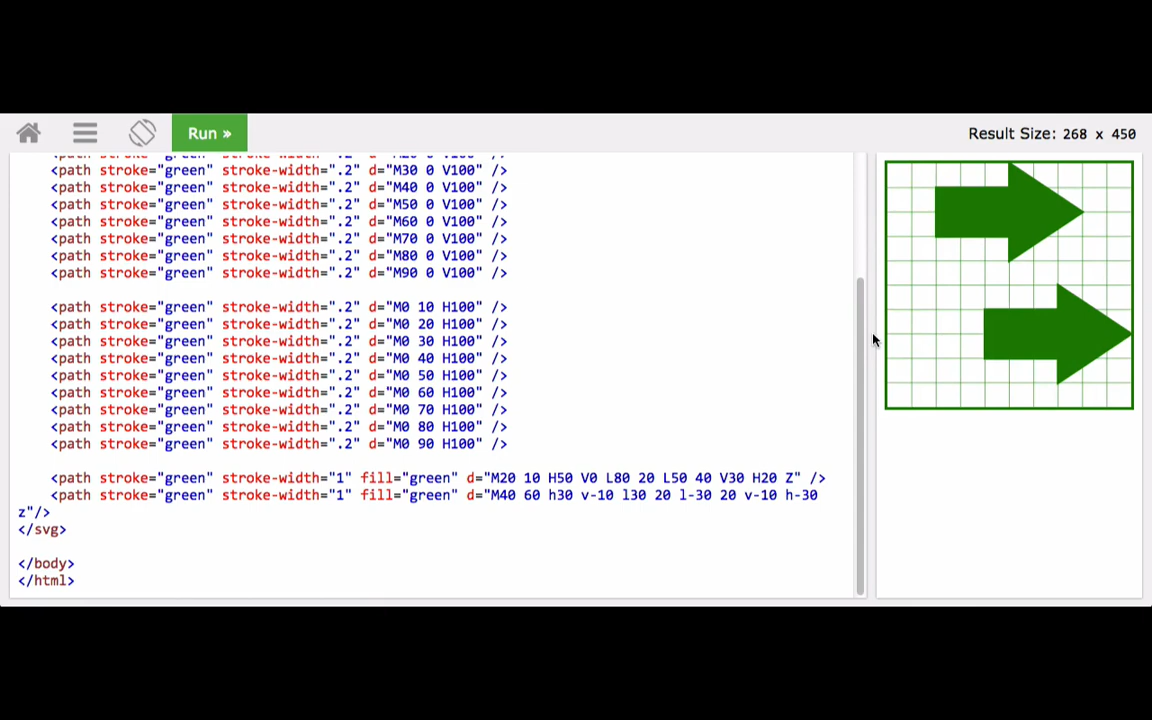 Run »
Result Size: 268 x 450
<path stroke="green" stroke-width=".2" d="M20 0 V100" />
<path stroke="green" stroke-width=".2" d="M30 0 V100" />
<path stroke="green" stroke-width=".2" d="M40 0 V100" />
<path stroke="green" stroke-width=".2" d="M50 0 V100" />
<path stroke="green" stroke-width=".2" d="M60 0 V100" />
<path stroke="green" stroke-width=".2" d="M70 0 V100" />
<path stroke="green" stroke-width=".2" d="M80 0 V100" />
<path stroke="green" stroke-width=".2" d="M90 0 V100" />
<path stroke="green" stroke-width=".2" d="M0 10 H100" />
<path stroke="green" stroke-width=".2" d="M0 20 H100" />
<path stroke="green" stroke-width=".2" d="M0 30 H100" />
<path stroke="green" stroke-width=".2" d="M0 40 H100" />
<path stroke="green" stroke-width=".2" d="M0 50 H100" />
<path stroke="green" stroke-width=".2" d="M0 60 H100" />
<path stroke="green" stroke-width=".2" d="M0 70 H100" />
<path stroke="green" stroke-width=".2" d="M0 80 H100" />
<path stroke="green" stroke-width=".2" d="M0 90 H100" />
<path stroke="green" stroke-width="1" fill="green" d="M20 10 H50 V0 L80 20 L50 40 V30 H20 Z" />
<path stroke="green" stroke-width="1" fill="green" d="M40 60 h30 v-10 l30 20 l-30 20 v-10 h-30
z"/>
</svg>
</body>
</html>